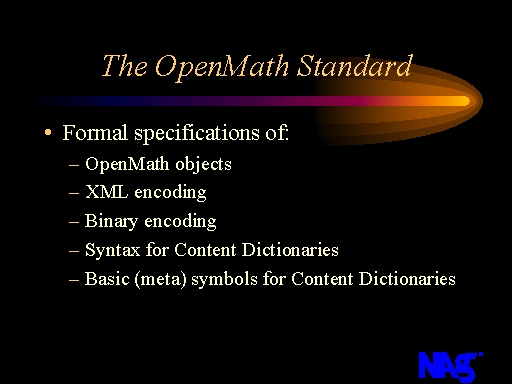 The OpenMath Standard
• Formal specifications of:
– OpenMath objects
– XML encoding
– Binary encoding
– Syntax for Content Dictionaries
– Basic (meta) symbols for Content Dictionaries
NAG